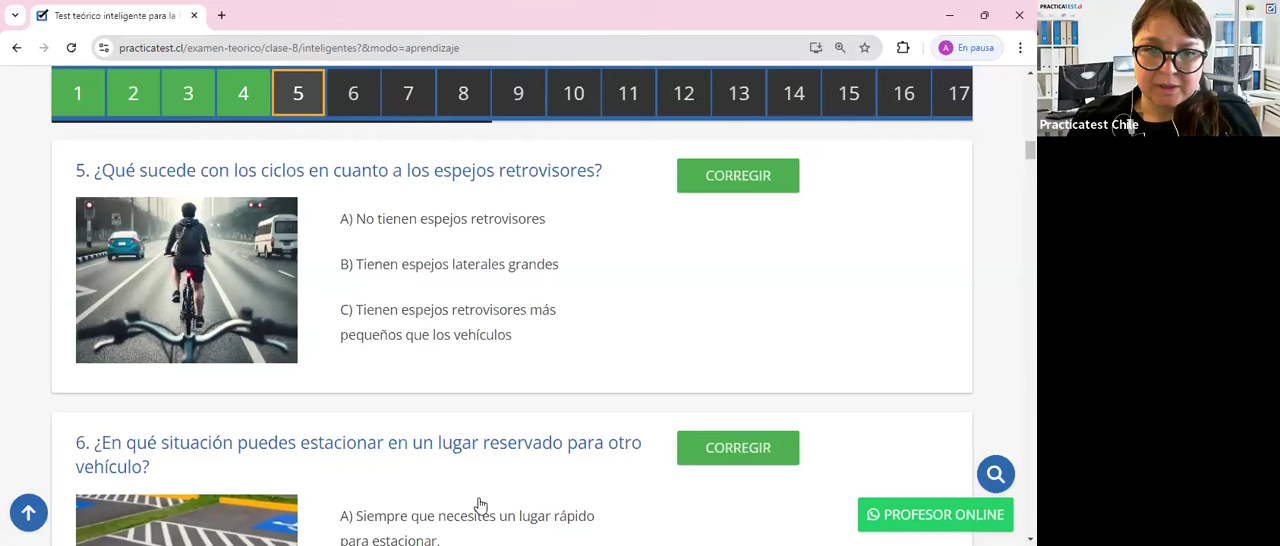 Test teórico inteligente para la
practicatest.cl/examen-teorico/clase-B/inteligentes?&modo=aprendizaje
A
En pausa
PRACTICATEST.cl
Practicatest Chile
1 2 3 4 5 6 7 8 9 10 11 12 13 14 15 16 17
5. ¿Qué sucede con los ciclos en cuanto a los espejos retrovisores?
CORREGIR
A) No tienen espejos retrovisores
B) Tienen espejos laterales grandes
C) Tienen espejos retrovisores más
pequeños que los vehículos
6. ¿En qué situación puedes estacionar en un lugar reservado para otro
vehículo?
CORREGIR
A) Siempre que necesites un lugar rápido
para estacionar.
PROFESOR ONLINE